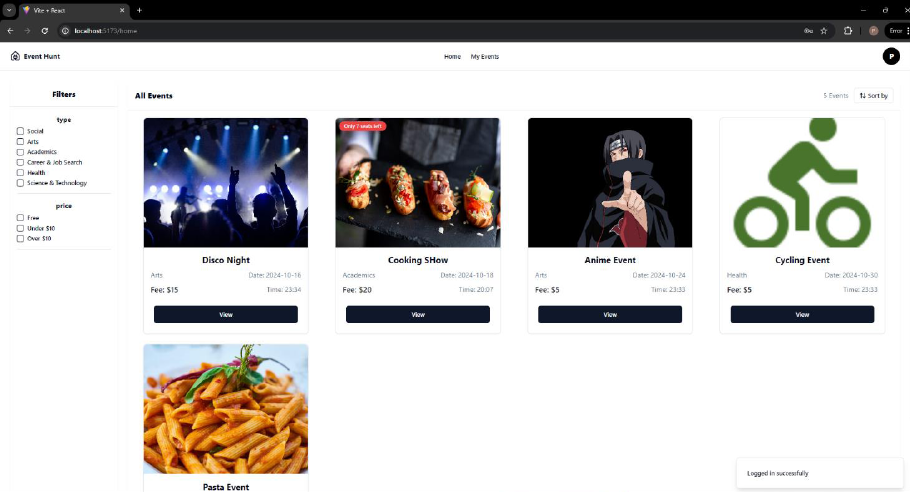 Vite + React
localhost:5173/home
P
Error
Event Hunt
Home
My Events
P
Filters
type
Social
Arts
Academics
Career & Job Search
Health
Science & Technology
price
Free
Under $10
Over $10
All Events
5 Events
Sort by
Disco Night
Arts
Date: 2024-10-16
Fee: $15
Time: 23:34
View
Only 7 seats left
Cooking SHow
Academics
Date: 2024-10-18
Fee: $20
Time: 20:07
View
Anime Event
Arts
Date: 2024-10-24
Fee: $5
Time: 23:33
View
Cycling Event
Health
Date: 2024-10-30
Fee: $5
Time: 23:33
View
Pasta Event
Logged in successfully